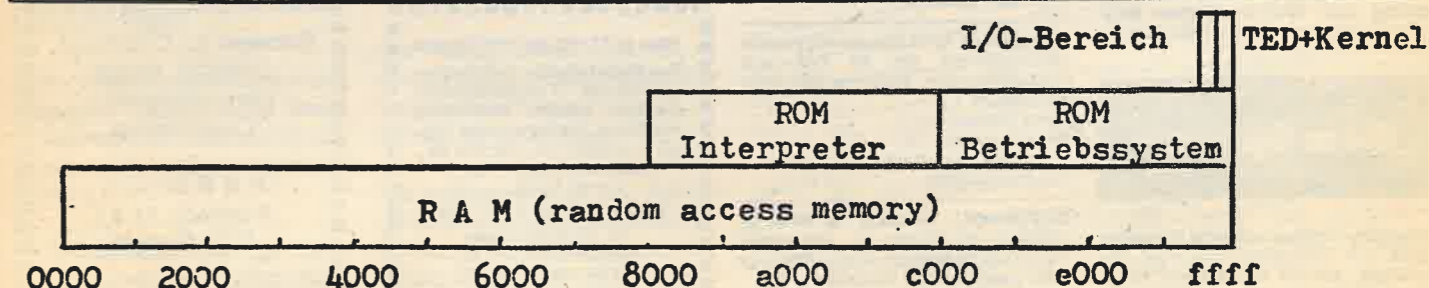 I/O-Bereich TED+Kernel
ROM ROM
Interpreter Betriebssystem
R A M (random access memory)
0000 2000 4000 6000 8000 a000 c000 e000 ffff